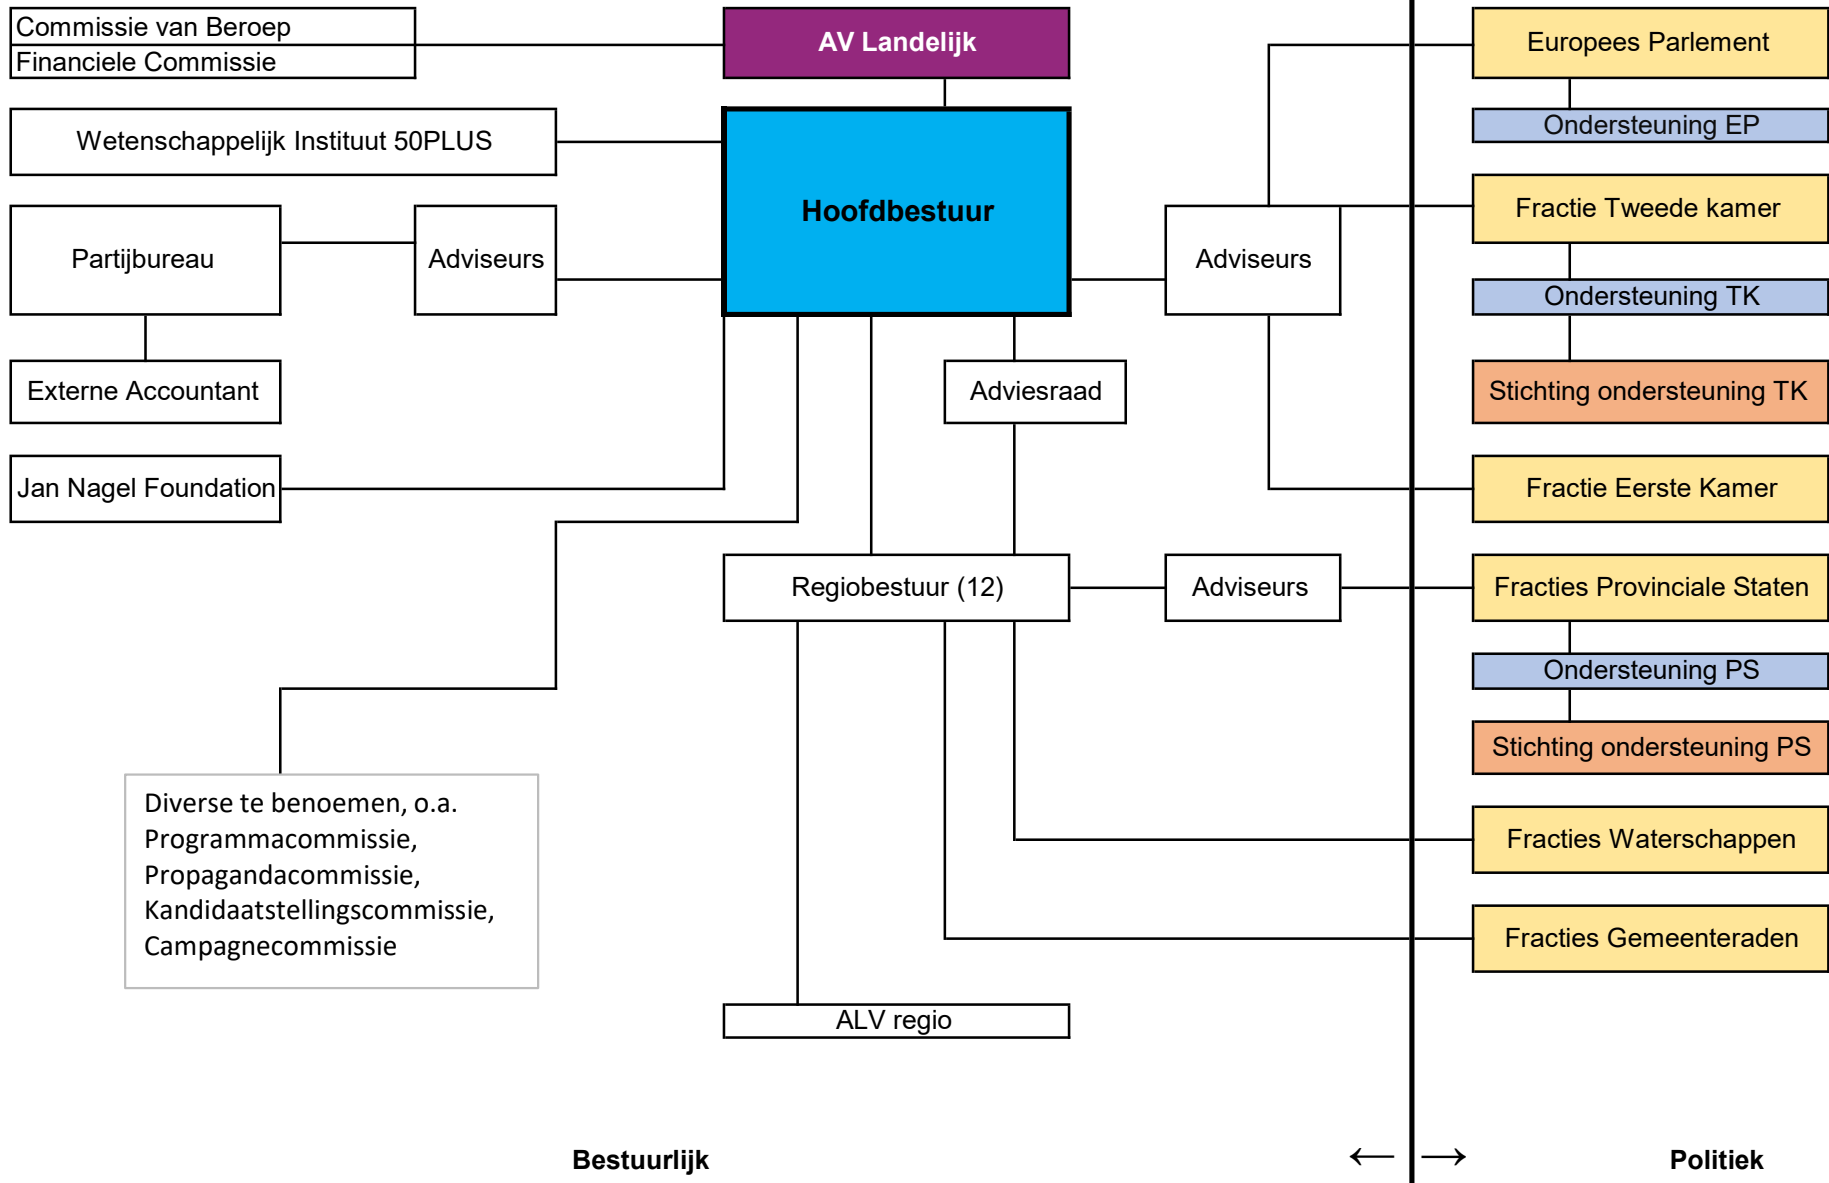 Commissie van Beroep
Financiele Commissie
AV Landelijk
Europees Parlement
Ondersteuning EP
Wetenschappelijk Instituut 50PLUS
Hoofdbestuur
Fractie Tweede kamer
Partijbureau
Adviseurs
Adviseurs
Ondersteuning TK
Externe Accountant
Adviesraad
Stichting ondersteuning TK
Jan Nagel Foundation
Fractie Eerste Kamer
Regiobestuur (12)
Adviseurs
Fracties Provinciale Staten
Ondersteuning PS
Stichting ondersteuning PS
Diverse te benoemen, o.a.
Programmacommissie,
Propagandacommissie,
Kandidaatstellingscommissie,
Campagnecommissie
Fracties Waterschappen
Fracties Gemeenteraden
ALV regio
Bestuurlijk
← →
Politiek